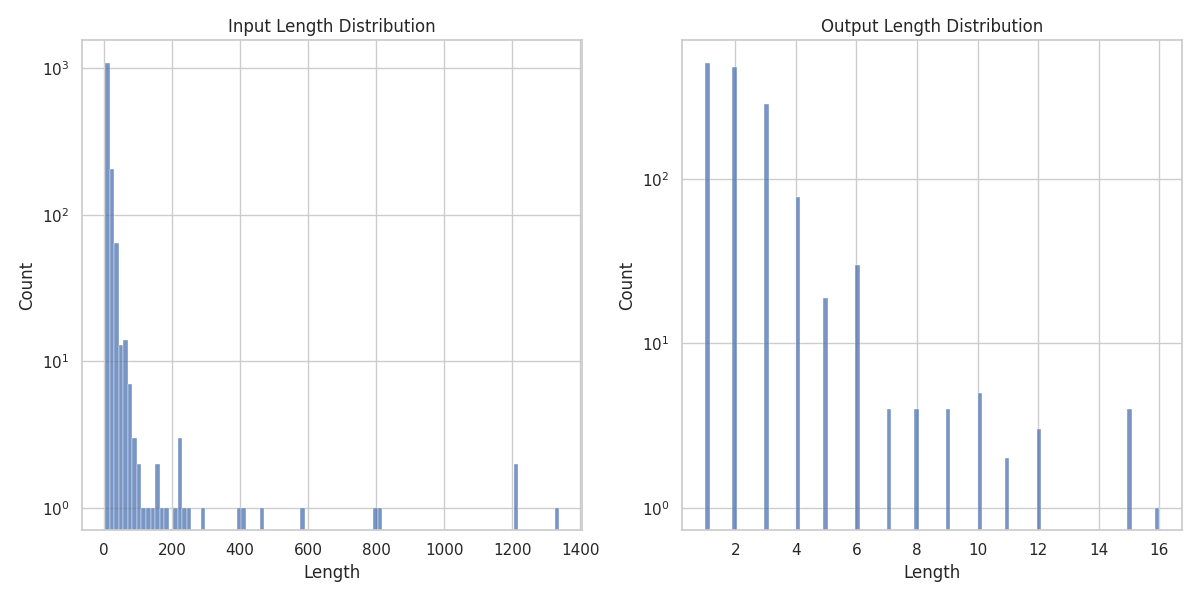 Input Length Distribution
Output Length Distribution
Count
10³
10²
10¹
10⁰
0 200 400 600 800 1000 1200 1400
Length
Count
10²
10¹
10⁰
2 4 6 8 10 12 14 16
Length